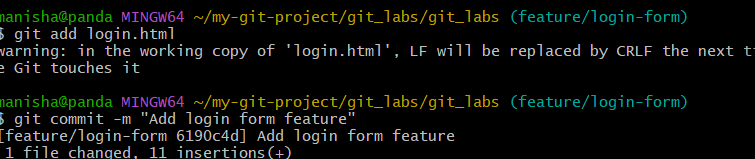 manisha@panda MINGW64 ~/my-git-project/git_labs/git_labs (feature/login-form)
$ git add login.html
warning: in the working copy of 'login.html', LF will be replaced by CRLF the next ti
e Git touches it
manisha@panda MINGW64 ~/my-git-project/git_labs/git_labs (feature/login-form)
$ git commit -m "Add login form feature"
[feature/login-form 6190c4d] Add login form feature
1 file changed, 11 insertions(+)